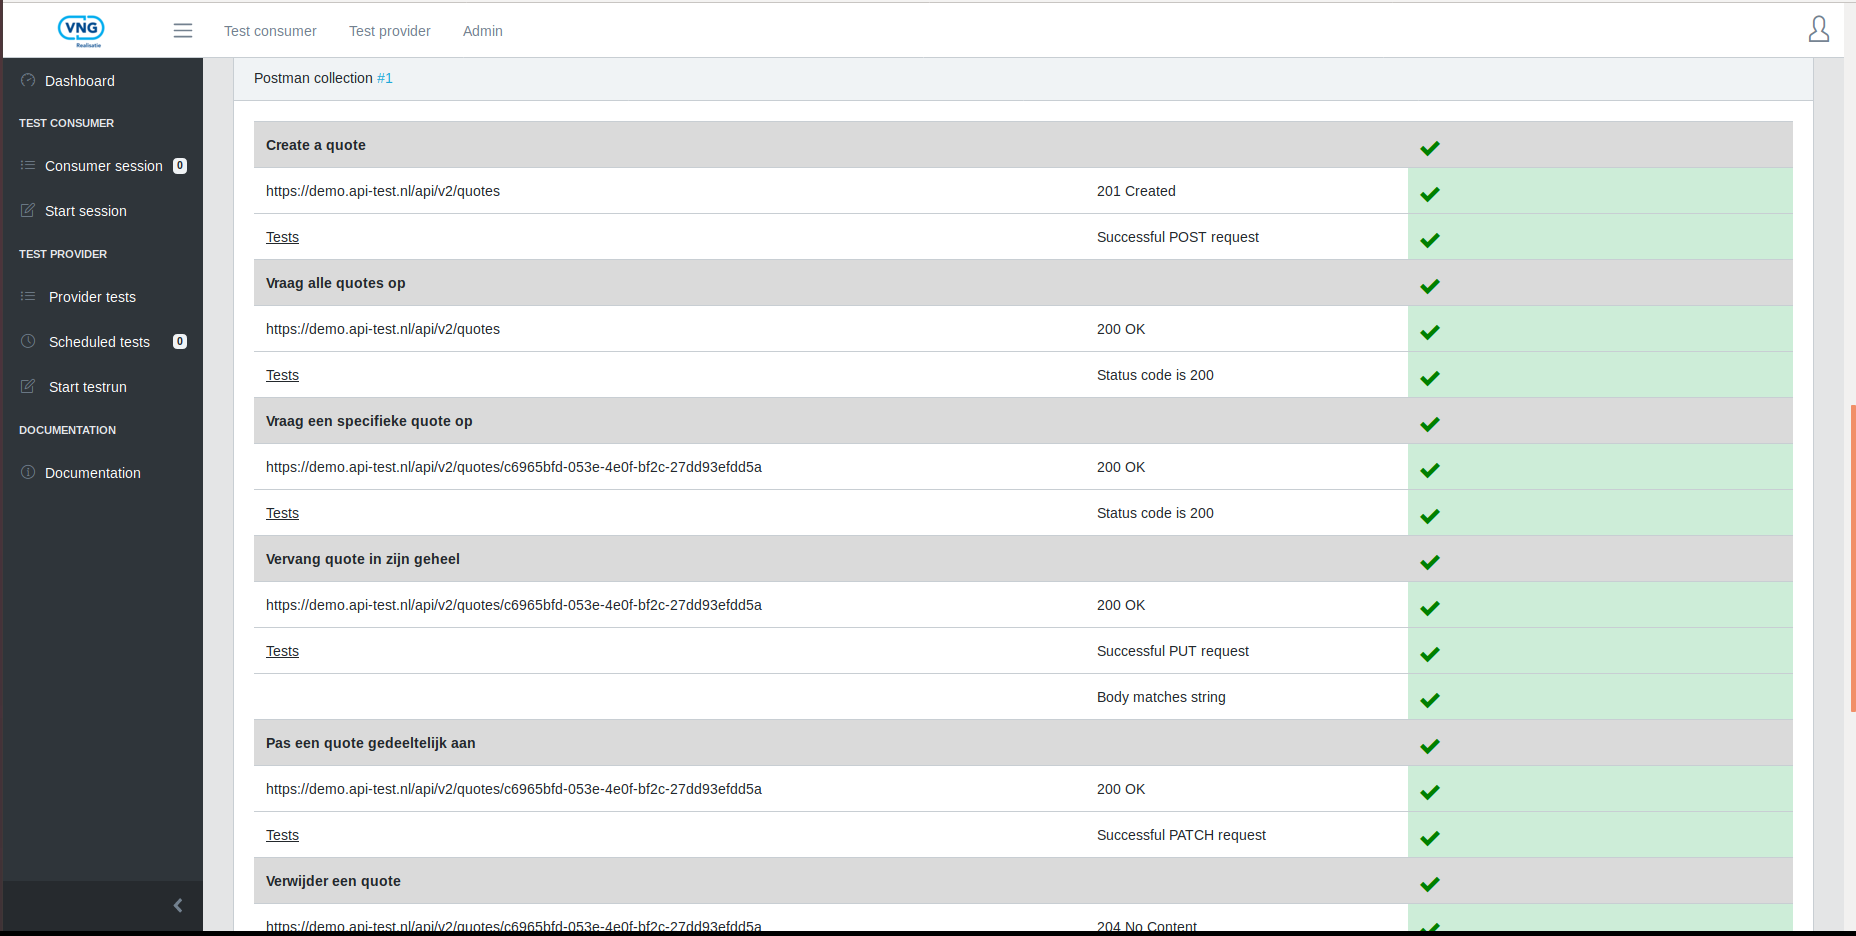 VNG
Realisatie
Test consumer
Test provider
Admin
Dashboard
TEST CONSUMER
Consumer session 0
Start session
TEST PROVIDER
Provider tests
Scheduled tests 0
Start testrun
DOCUMENTATION
Documentation
Postman collection #1
Create a quote
https://demo.api-test.nl/api/v2/quotes 201 Created
Tests Successful POST request
Vraag alle quotes op
https://demo.api-test.nl/api/v2/quotes 200 OK
Tests Status code is 200
Vraag een specifieke quote op
https://demo.api-test.nl/api/v2/quotes/c6965bfd-053e-4e0f-bf2c-27dd93efdd5a 200 OK
Tests Status code is 200
Vervang quote in zijn geheel
https://demo.api-test.nl/api/v2/quotes/c6965bfd-053e-4e0f-bf2c-27dd93efdd5a 200 OK
Tests Successful PUT request
Body matches string
Pas een quote gedeeltelijk aan
https://demo.api-test.nl/api/v2/quotes/c6965bfd-053e-4e0f-bf2c-27dd93efdd5a 200 OK
Tests Successful PATCH request
Verwijder een quote
https://demo.api-test.nl/api/v2/quotes/c6965bfd-053e-4e0f-bf2c-27dd93efdd5a 204 No Content